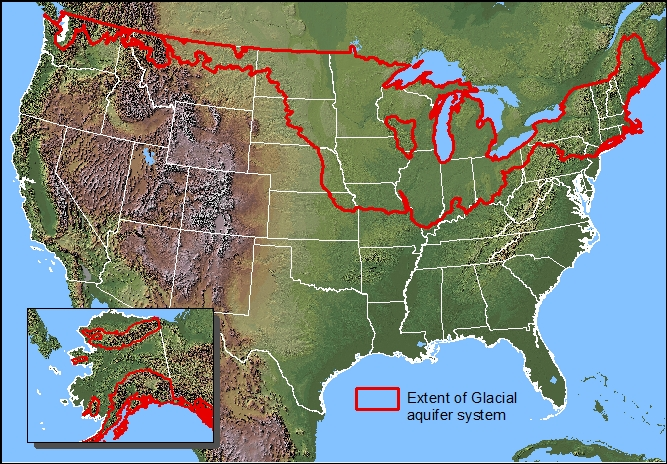 Extent of Glacial
aquifer system